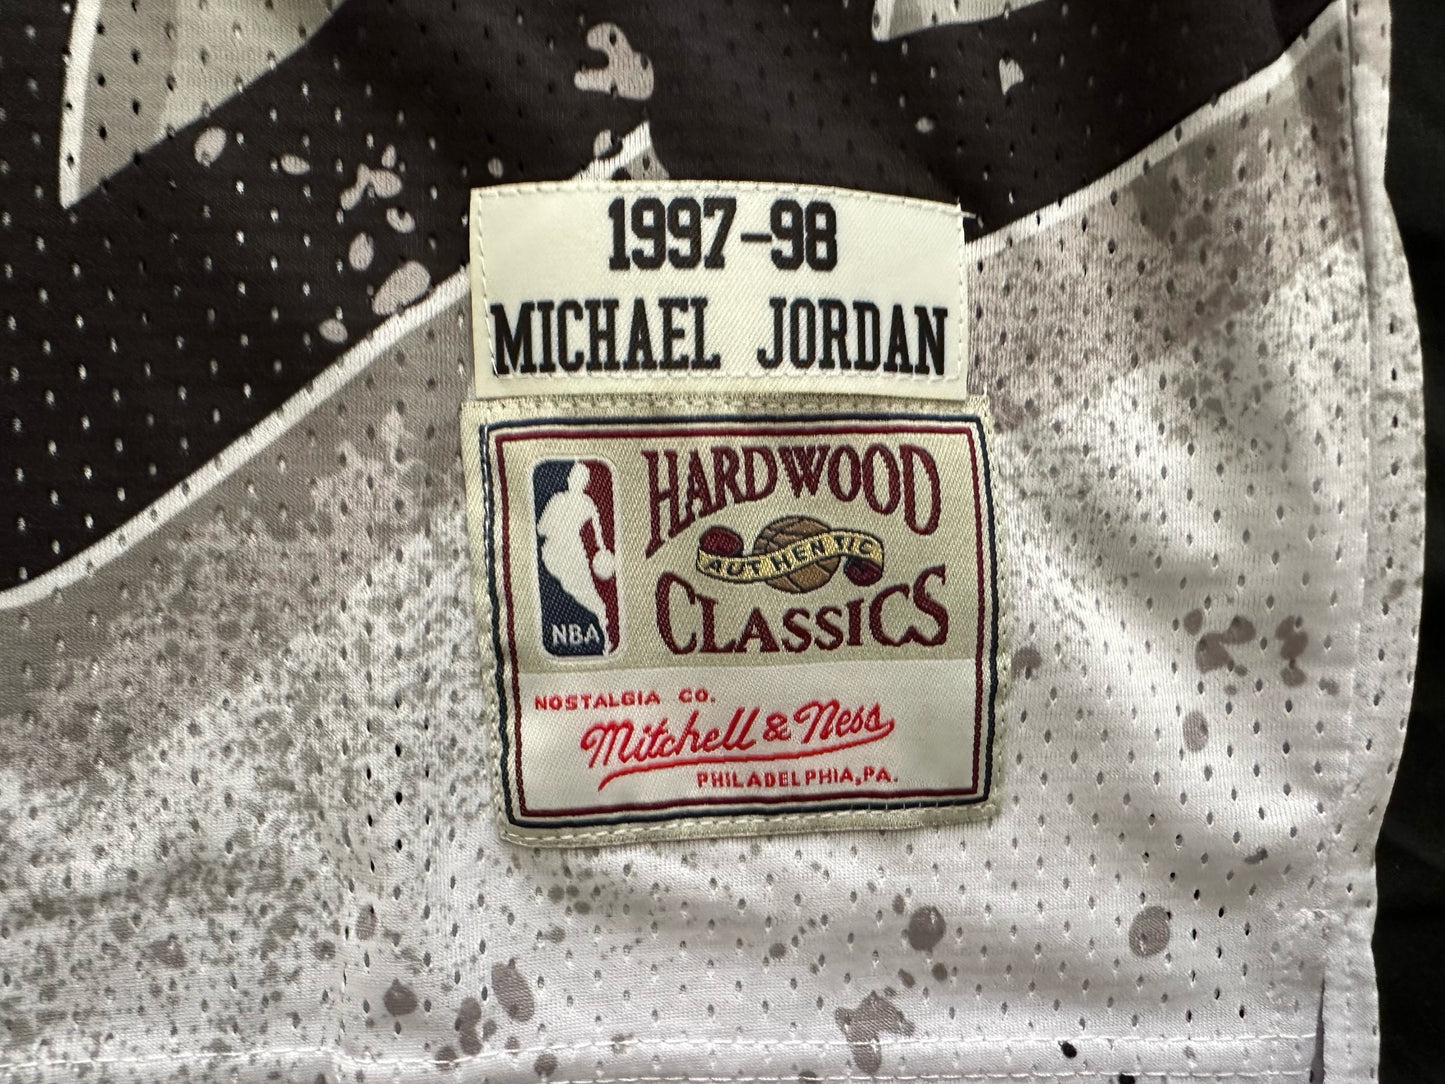 1997-98
MICHAEL JORDAN
HARDWOOD
AUTHENTIC
CLASSICS
NBA
NOSTALGIA CO.
Mitchell & Ness
PHILADELPHIA, PA.